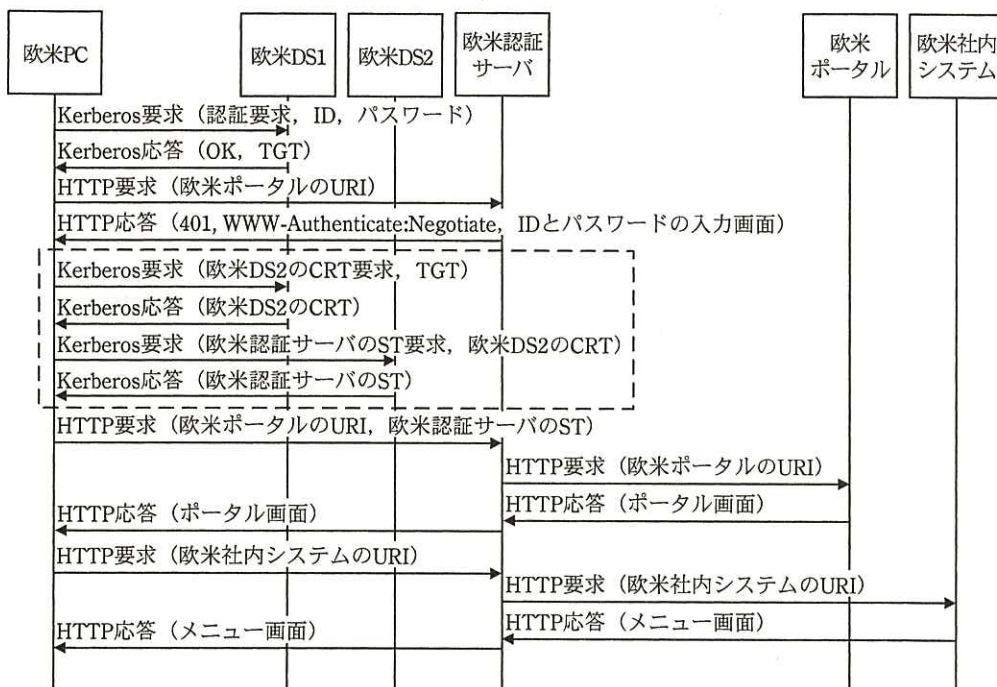 欧米PC
欧米DS1
欧米DS2
欧米認証
サーバ
欧米
ポータル
欧米社内
システム
Kerberos要求（認証要求，ID，パスワード）
Kerberos応答（OK，TGT）
HTTP要求（欧米ポータルのURI）
HTTP応答（401, WWW-Authenticate:Negotiate，IDとパスワードの入力画面）
Kerberos要求（欧米DS2のCRT要求，TGT）
Kerberos応答（欧米DS2のCRT）
Kerberos要求（欧米認証サーバのST要求，欧米DS2のCRT）
Kerberos応答（欧米認証サーバのST）
HTTP要求（欧米ポータルのURI，欧米認証サーバのST）
HTTP要求（欧米ポータルのURI）
HTTP応答（ポータル画面）
HTTP応答（ポータル画面）
HTTP要求（欧米社内システムのURI）
HTTP要求（欧米社内システムのURI）
HTTP応答（メニュー画面）
HTTP応答（メニュー画面）